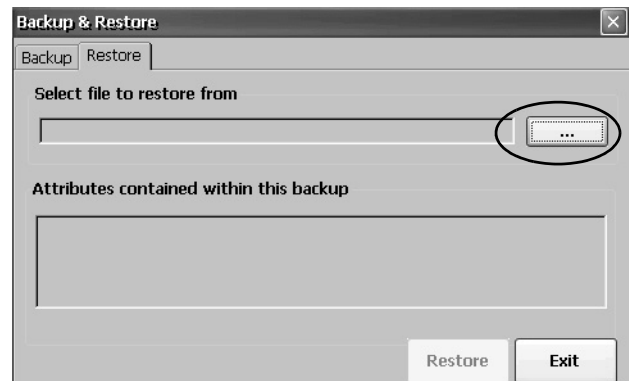 Backup & Restore
Backup Restore
Select file to restore from
...
Attributes contained within this backup
Restore Exit